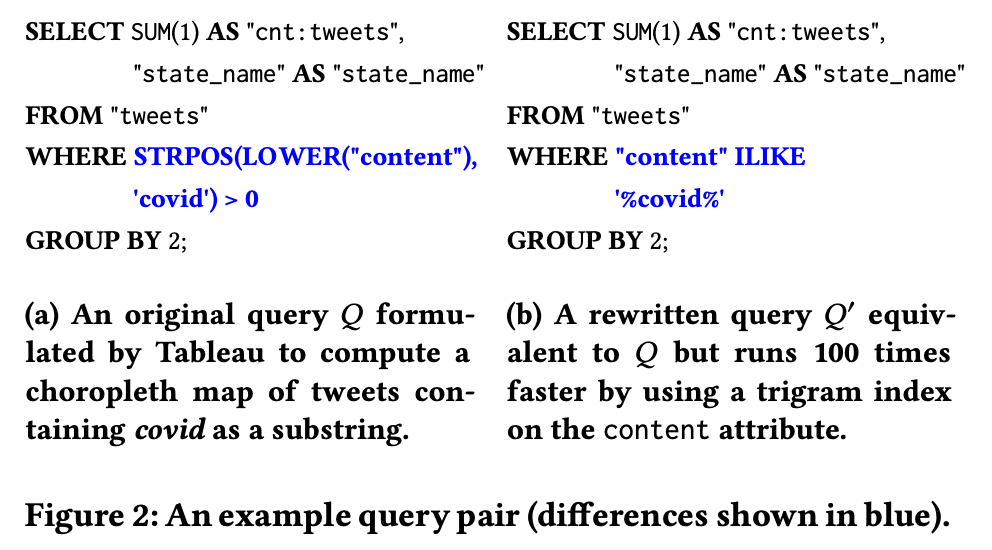 SELECT SUM(1) AS "cnt:tweets",
"state_name" AS "state_name"
FROM "tweets"
WHERE STRPOS(LOWER("content"),
'covid') > 0
GROUP BY 2;
(a) An original query Q formu-
lated by Tableau to compute a
choropleth map of tweets con-
taining covid as a substring.
SELECT SUM(1) AS "cnt:tweets",
"state_name" AS "state_name"
FROM "tweets"
WHERE "content" ILIKE
'%covid%'
GROUP BY 2;
(b) A rewritten query Q′ equiv-
alent to Q but runs 100 times
faster by using a trigram index
on the content attribute.
Figure 2: An example query pair (differences shown in blue).